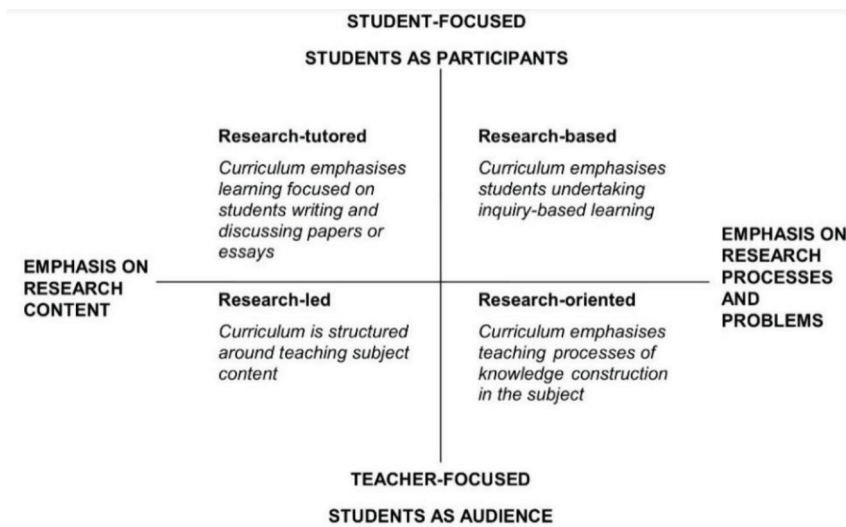 STUDENT-FOCUSED
STUDENTS AS PARTICIPANTS
Research-tutored
Curriculum emphasises
learning focused on
students writing and
discussing papers or
essays
Research-based
Curriculum emphasises
students undertaking
inquiry-based learning
EMPHASIS ON
RESEARCH
CONTENT
EMPHASIS ON
RESEARCH
PROCESSES
AND
PROBLEMS
Research-led
Curriculum is structured
around teaching subject
content
Research-oriented
Curriculum emphasises
teaching processes of
knowledge construction
in the subject
TEACHER-FOCUSED
STUDENTS AS AUDIENCE